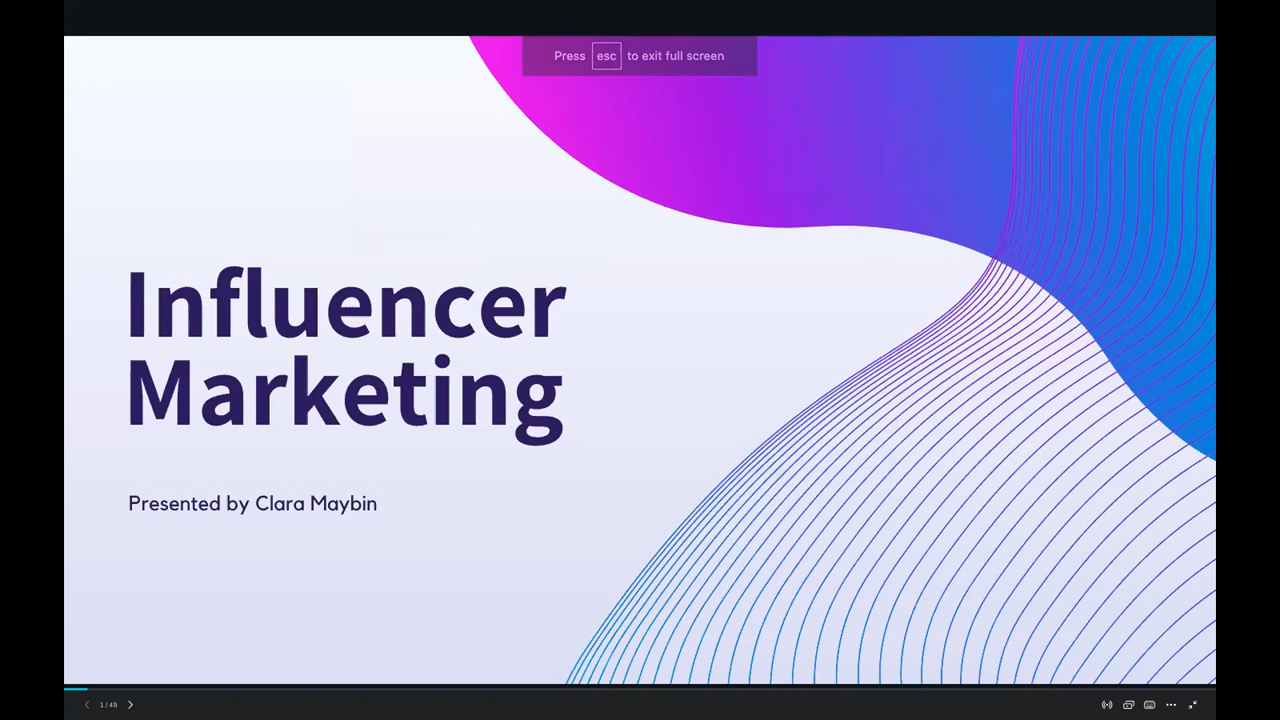 Press esc to exit full screen
Influencer
Marketing
Presented by Clara Maybin
1 / 49